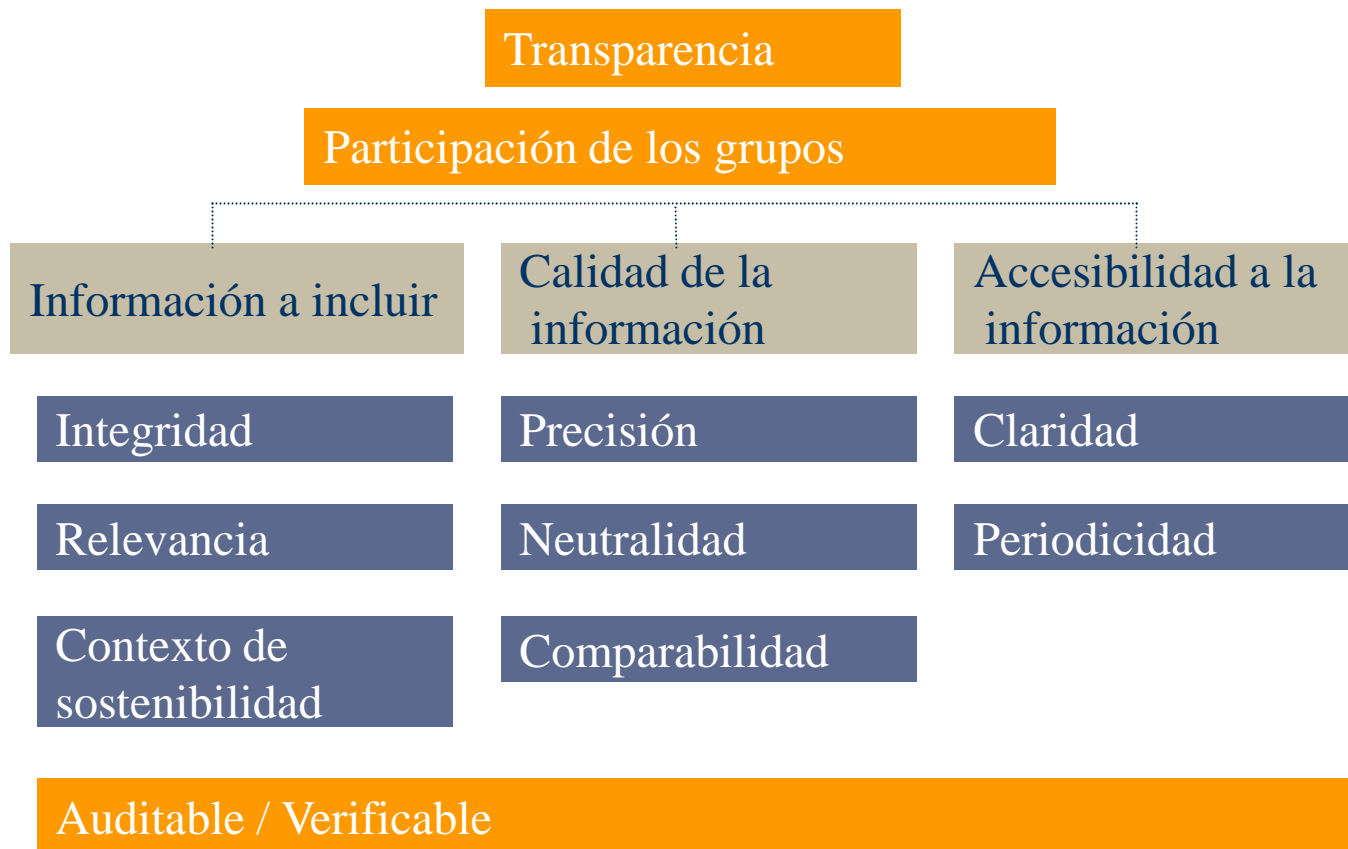 Transparencia
Participación de los grupos
Información a incluir
Calidad de la
información
Accesibilidad a la
información
Integridad
Precisión
Claridad
Relevancia
Neutralidad
Periodicidad
Contexto de
sostenibilidad
Comparabilidad
Auditable / Verificable